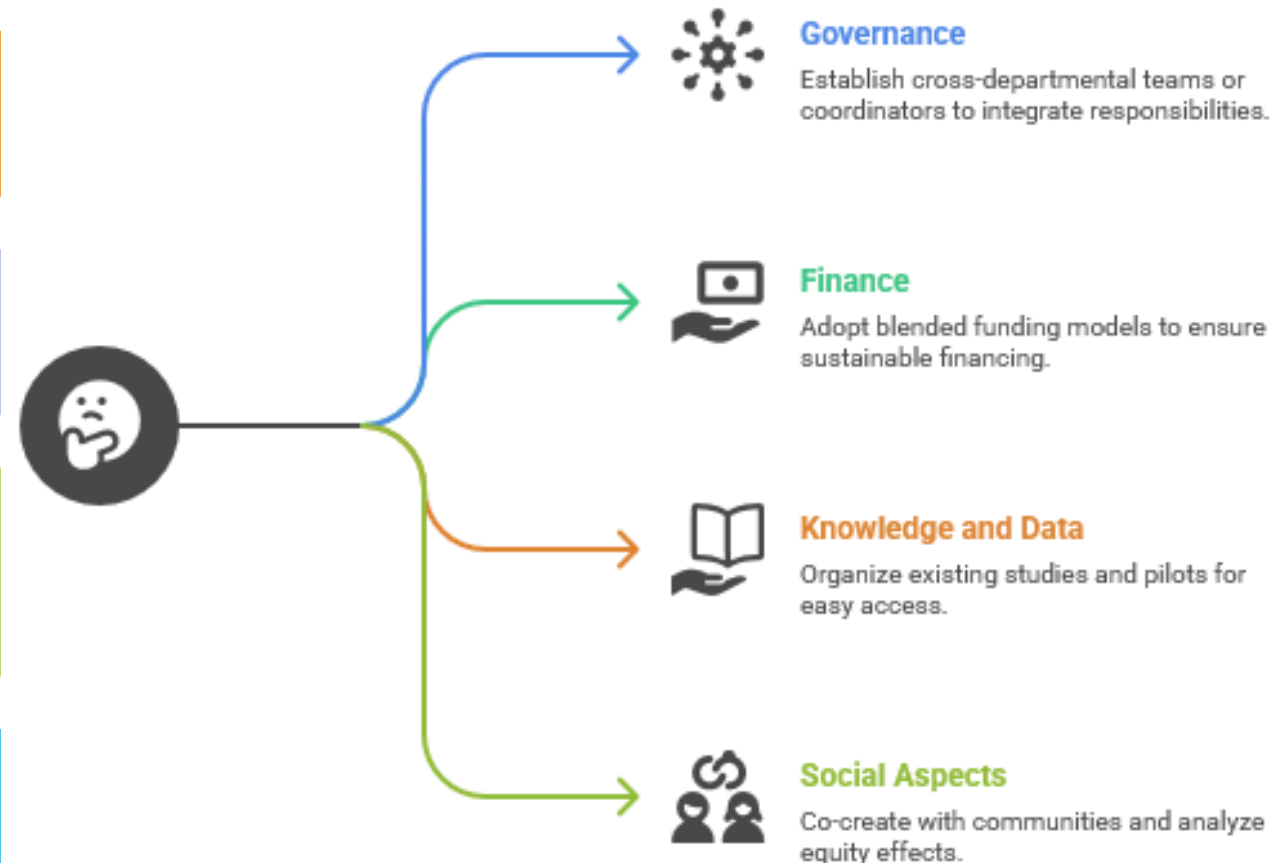 Governance
Establish cross-departmental teams or
coordinators to integrate responsibilities.
Finance
Adopt blended funding models to ensure
sustainable financing.
Knowledge and Data
Organize existing studies and pilots for
easy access.
Social Aspects
Co-create with communities and analyze
equity effects.